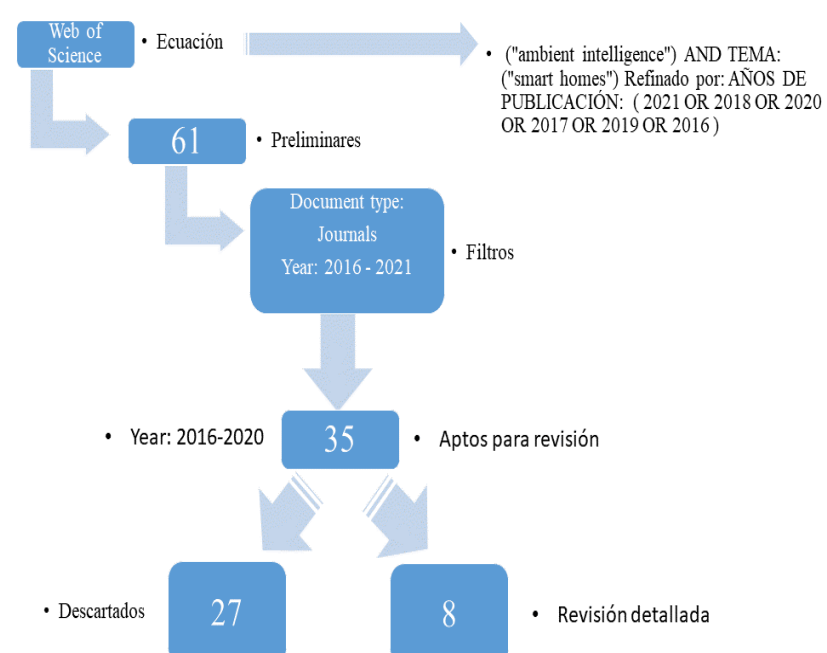 Web of
Science
• Ecuación
• ("ambient intelligence") AND TEMA:
("smart homes") Refinado por: AÑOS DE
PUBLICACIÓN: ( 2021 OR 2018 OR 2020
OR 2017 OR 2019 OR 2016 )
61
• Preliminares
Document type:
Journals
Year: 2016 - 2021
• Filtros
• Year: 2016-2020
35
• Aptos para revisión
• Descartados
27
8
• Revisión detallada